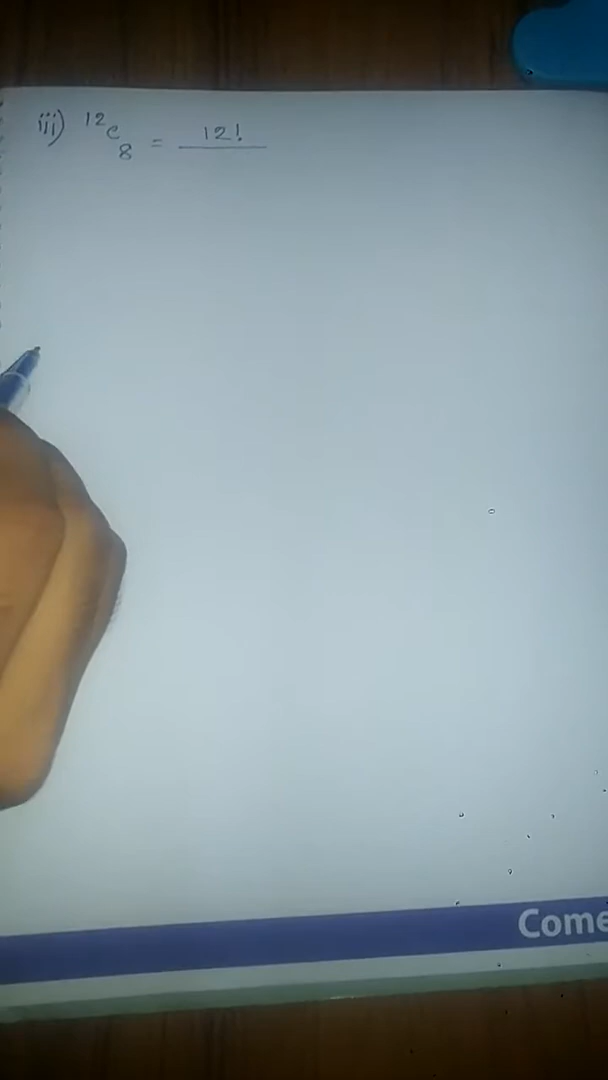 iii) ¹²C₈ = 12!
Come